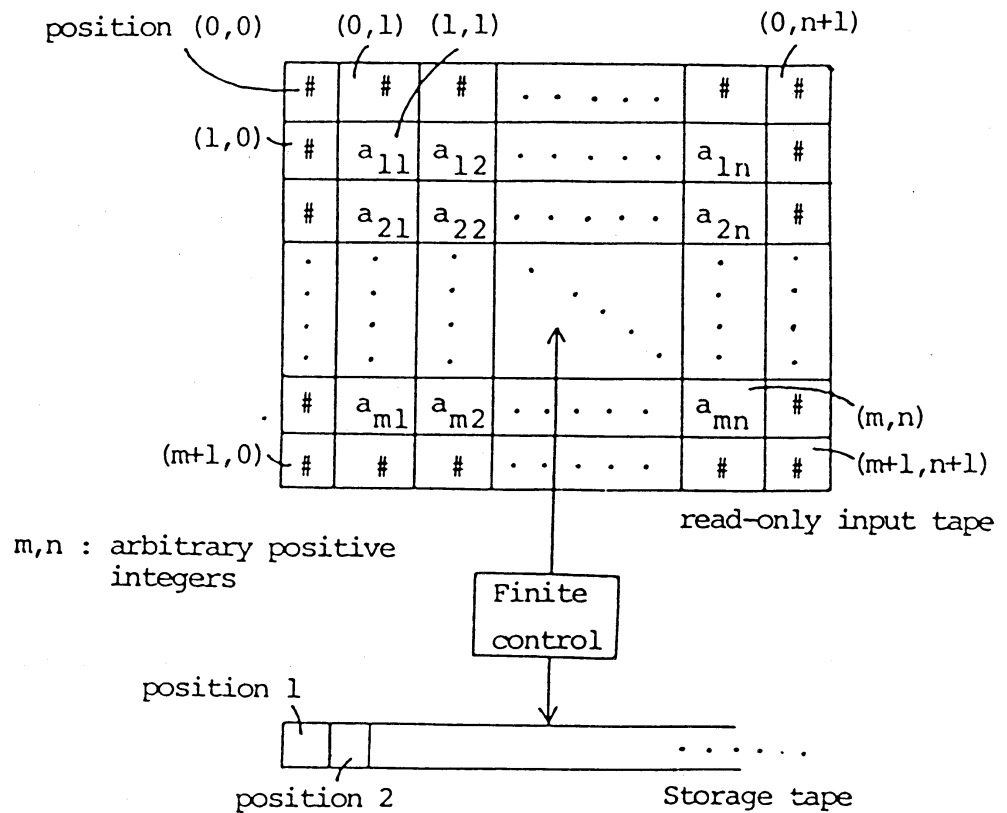 position (0,0) (0,1) (1,1) (0,n+1)
# # # . . . . . # #
(1,0) # a11 a12 . . . . . a1n #
# a21 a22 . . . . . a2n #
# am1 am2 . . . . . amn #
(m,n)
(m+1,0) # # # . . . . . # # (m+1,n+1)
read-only input tape
m,n : arbitrary positive
integers
Finite
control
position 1
. . . . . .
position 2
Storage tape